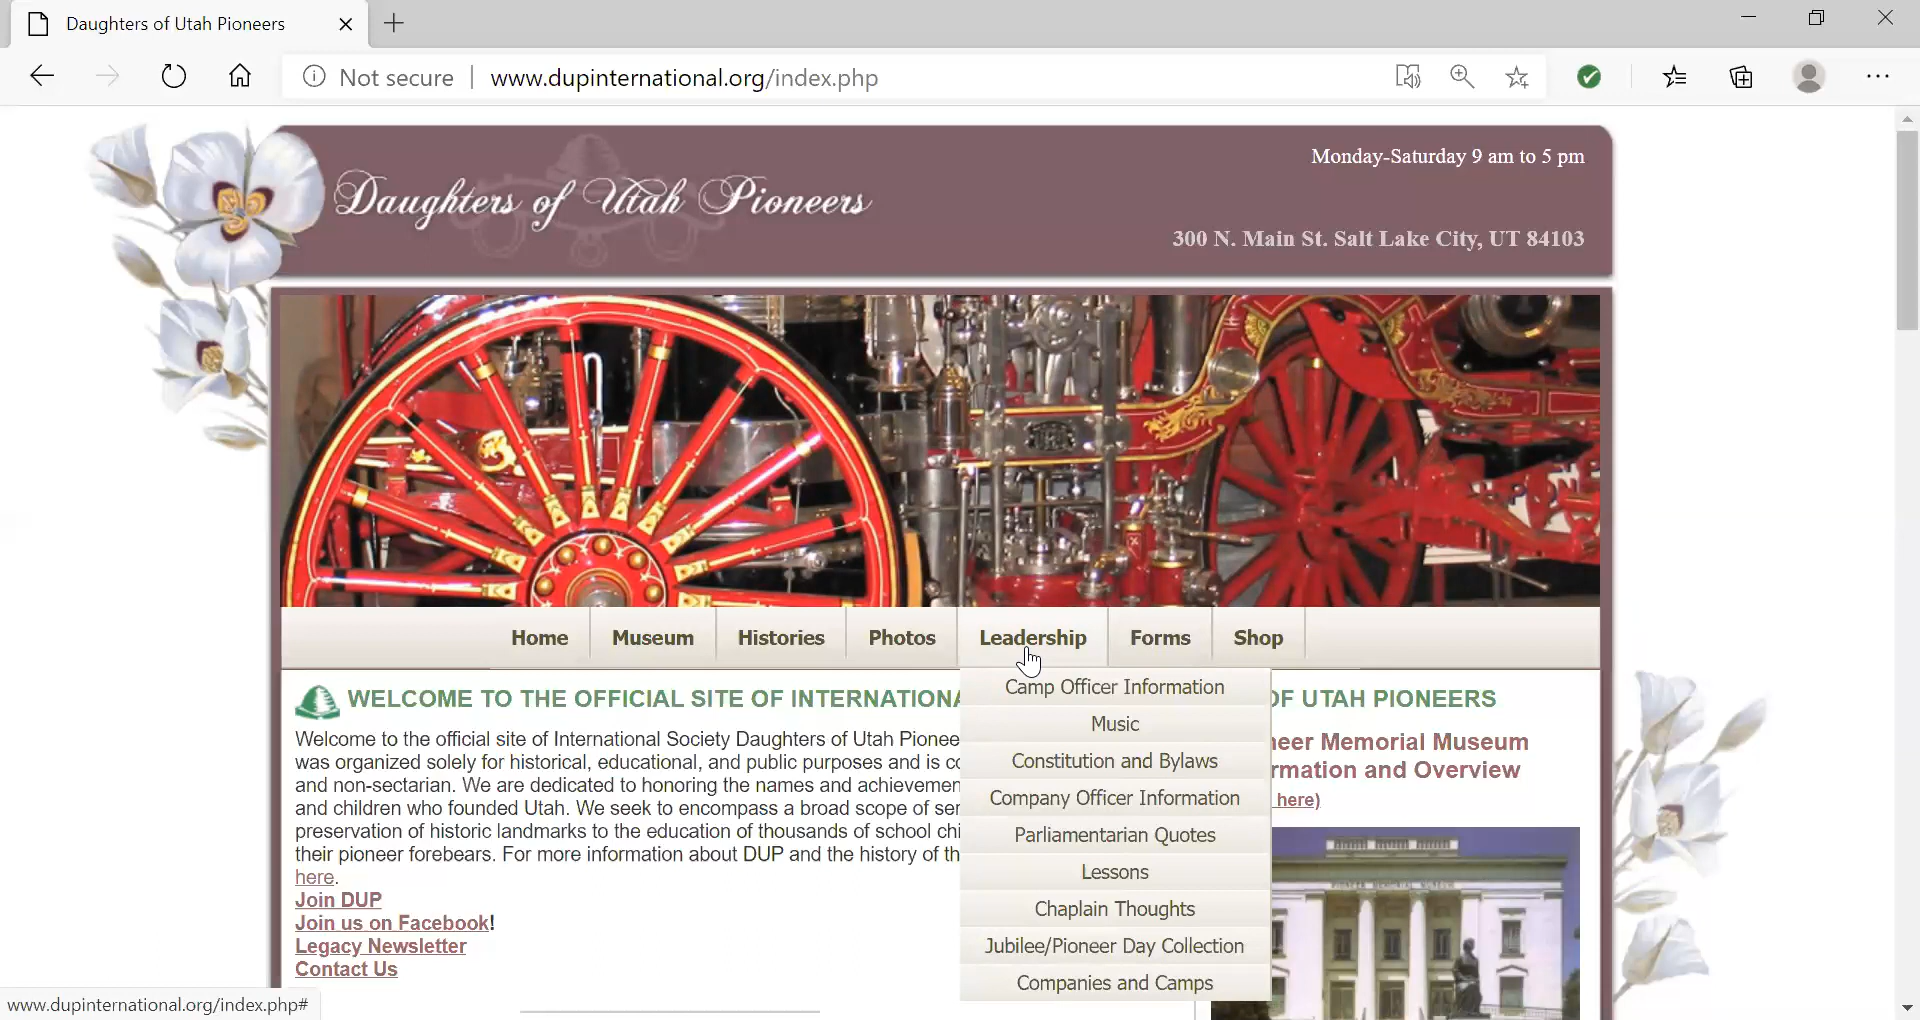 Daughters of Utah Pioneers
Not secure
www.dupinternational.org/index.php
Monday-Saturday 9 am to 5 pm
Daughters of Utah Pioneers
300 N. Main St. Salt Lake City, UT 84103
Home Museum Histories Photos Leadership Forms Shop
Camp Officer Information
Music
Constitution and Bylaws
Company Officer Information
Parliamentarian Quotes
Lessons
Chaplain Thoughts
Jubilee/Pioneer Day Collection
Companies and Camps
WELCOME TO THE OFFICIAL SITE OF INTERNATIONA OF UTAH PIONEERS
Welcome to the official site of International Society Daughters of Utah Pionee
was organized solely for historical, educational, and public purposes and is co
and non-sectarian. We are dedicated to honoring the names and achievemen
and children who founded Utah. We seek to encompass a broad scope of ser
preservation of historic landmarks to the education of thousands of school chi
their pioneer forebears. For more information about DUP and the history of th
here.
Join DUP
Join us on Facebook!
Legacy Newsletter
Contact Us
neer Memorial Museum
rmation and Overview
here)
PIONEER MEMORIAL MUSEUM
www.dupinternational.org/index.php#